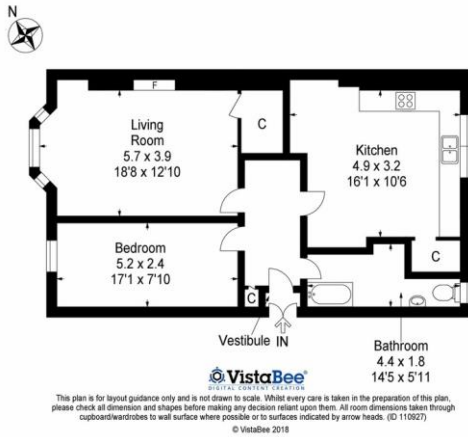 N
F
Living
Room
5.7 x 3.9
18'8 x 12'10
C
Kitchen
4.9 x 3.2
16'1 x 10'6
Bedroom
5.2 x 2.4
17'1 x 7'10
C
C
Vestibule IN
Bathroom
4.4 x 1.8
14'5 x 5'11
VistaBee®
DIGITAL CONTENT CREATION
This plan is for layout guidance only and is not drawn to scale. Whilst every care is taken in the preparation of this plan,
please check all dimension and shapes before making any decision reliant upon them. All room dimensions taken through
cupboard/wardrobes to wall surface where possible or to surfaces indicated by arrow heads. (ID 110927)
© VistaBee 2018